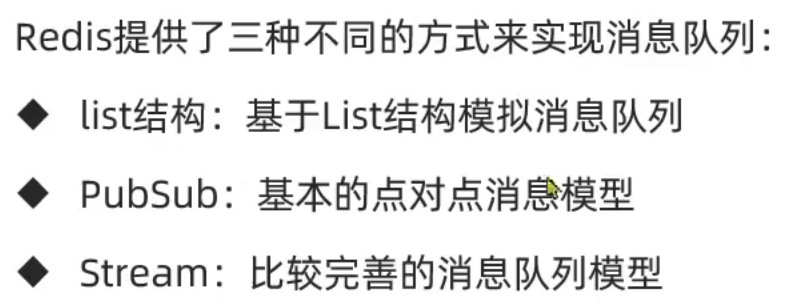 Redis提供了三种不同的方式来实现消息队列：
◆ list结构：基于List结构模拟消息队列
◆ PubSub：基本的点对点消息模型
◆ Stream：比较完善的消息队列模型